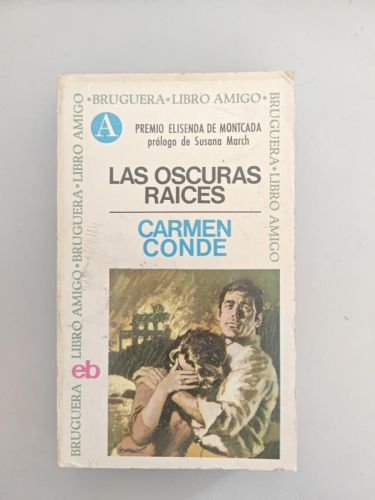 •BRUGUERA•LIBRO AMIGO•
A
PREMIO ELISENDA DE MONTCADA
prólogo de Susana March
LAS OSCURAS
RAICES
CARMEN
CONDE
BRUGUERA•LIBRO AMIGO•
BRUGUERA LIBRO AMIGO•BRUGUERA•LIBRO AMIGO
eb